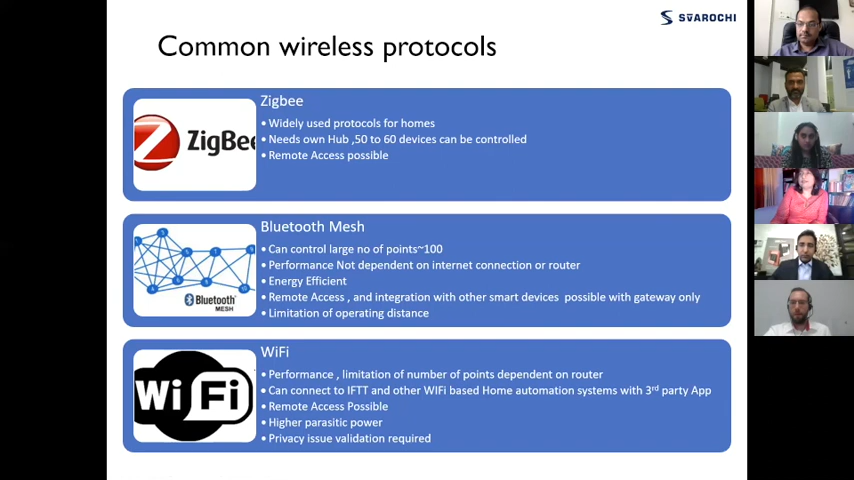 SVAROCHI
Common wireless protocols
Zigbee
• Widely used protocols for homes
• Needs own Hub ,50 to 60 devices can be controlled
• Remote Access possible
ZigBee
Bluetooth Mesh
• Can control large no of points~100
• Performance Not dependent on internet connection or router
• Energy Efficient
• Remote Access , and integration with other smart devices  possible with gateway only
• Limitation of operating distance
Bluetooth
MESH
WiFi
• Performance , limitation of number of points dependent on router
• Can connect to IFTT and other WIFi based Home automation systems with 3rd party App
• Remote Access Possible
• Higher parasitic power
• Privacy issue validation required
Wi Fi